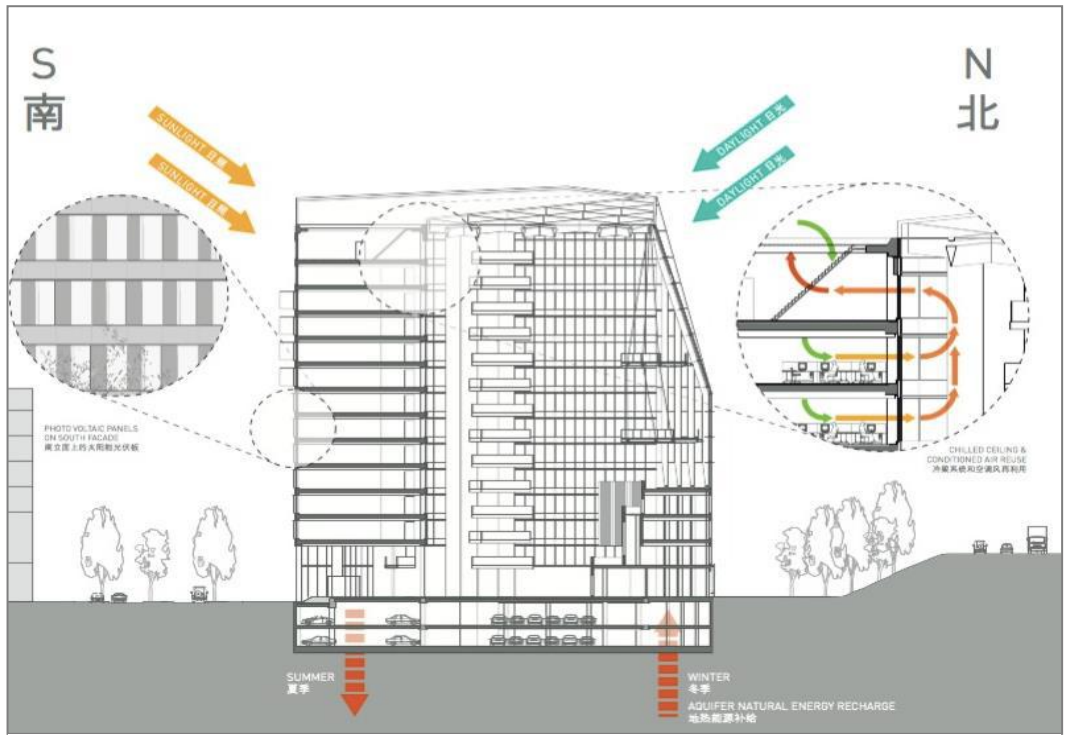 S
南
N
北
SUNLIGHT 日照
SUNLIGHT 日照
DAYLIGHT 日光
DAYLIGHT 日光
PHOTO VOLTAIC PANELS
ON SOUTH FACADE
南立面上的太阳能光伏板
CHILLED CEILING &
CONDITIONED AIR REUSE
冷梁系统和空调风再利用
SUMMER
夏季
WINTER
冬季
AQUIFER NATURAL ENERGY RECHARGE
地热能源补给